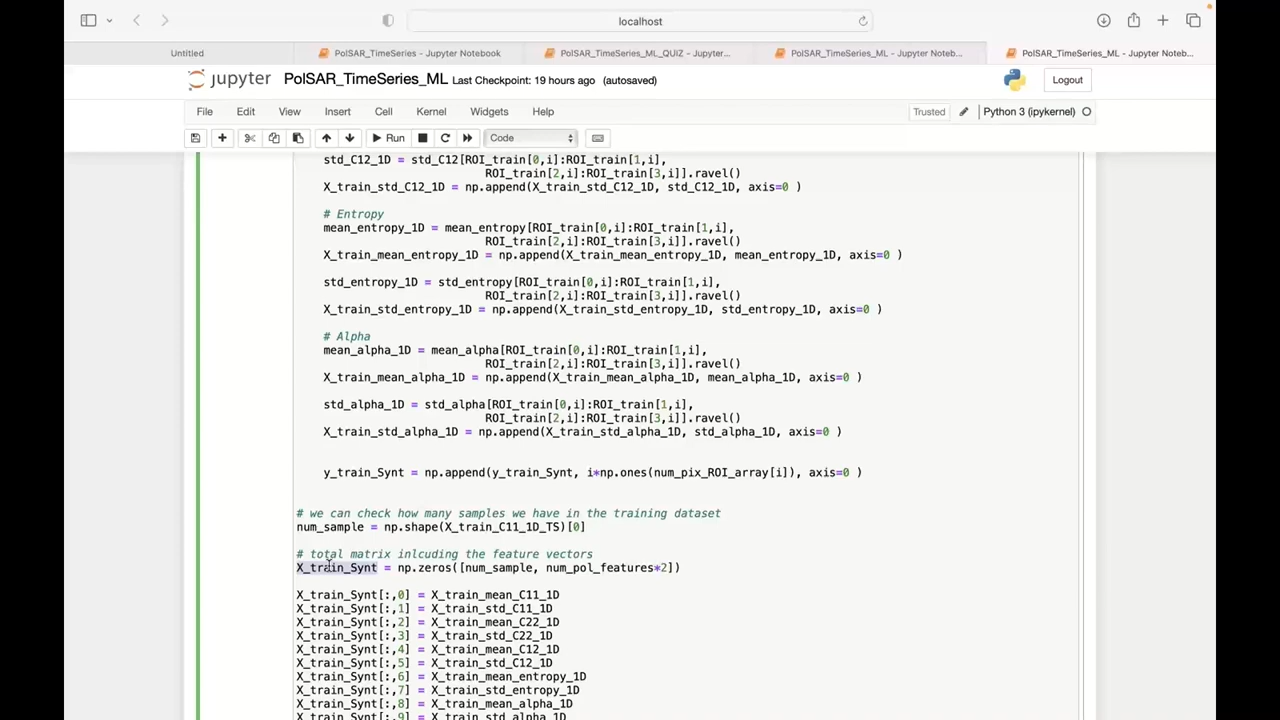 localhost
Untitled
PolSAR_TimeSeries - Jupyter Notebook
PolSAR_TimeSeries_ML_QUIZ - Jupyter...
PolSAR_TimeSeries_ML - Jupyter Noteb...
PolSAR_TimeSeries_ML - Jupyter Noteb...
jupyter PolSAR_TimeSeries_ML Last Checkpoint: 19 hours ago (autosaved)
Logout
File Edit View Insert Cell Kernel Widgets Help
Trusted
Python 3 (ipykernel)
Run
Code
std_C12_1D = std_C12[ROI_train[0,i]:ROI_train[1,i],
ROI_train[2,i]:ROI_train[3,i]].ravel()
X_train_std_C12_1D = np.append(X_train_std_C12_1D, std_C12_1D, axis=0 )
# Entropy
mean_entropy_1D = mean_entropy[ROI_train[0,i]:ROI_train[1,i],
ROI_train[2,i]:ROI_train[3,i]].ravel()
X_train_mean_entropy_1D = np.append(X_train_mean_entropy_1D, mean_entropy_1D, axis=0 )
std_entropy_1D = std_entropy[ROI_train[0,i]:ROI_train[1,i],
ROI_train[2,i]:ROI_train[3,i]].ravel()
X_train_std_entropy_1D = np.append(X_train_std_entropy_1D, std_entropy_1D, axis=0 )
# Alpha
mean_alpha_1D = mean_alpha[ROI_train[0,i]:ROI_train[1,i],
ROI_train[2,i]:ROI_train[3,i]].ravel()
X_train_mean_alpha_1D = np.append(X_train_mean_alpha_1D, mean_alpha_1D, axis=0 )
std_alpha_1D = std_alpha[ROI_train[0,i]:ROI_train[1,i],
ROI_train[2,i]:ROI_train[3,i]].ravel()
X_train_std_alpha_1D = np.append(X_train_std_alpha_1D, std_alpha_1D, axis=0 )
y_train_Synt = np.append(y_train_Synt, i*np.ones(num_pix_ROI_array[i]), axis=0 )
# we can check how many samples we have in the training dataset
num_sample = np.shape(X_train_C11_1D_TS)[0]
# total matrix inlcuding the feature vectors
X_train_Synt = np.zeros([num_sample, num_pol_features*2])
X_train_Synt[:,0] = X_train_mean_C11_1D
X_train_Synt[:,1] = X_train_std_C11_1D
X_train_Synt[:,2] = X_train_mean_C22_1D
X_train_Synt[:,3] = X_train_std_C22_1D
X_train_Synt[:,4] = X_train_mean_C12_1D
X_train_Synt[:,5] = X_train_std_C12_1D
X_train_Synt[:,6] = X_train_mean_entropy_1D
X_train_Synt[:,7] = X_train_std_entropy_1D
X_train_Synt[:,8] = X_train_mean_alpha_1D
X_train_Synt[:,9] = X_train_std_alpha_1D